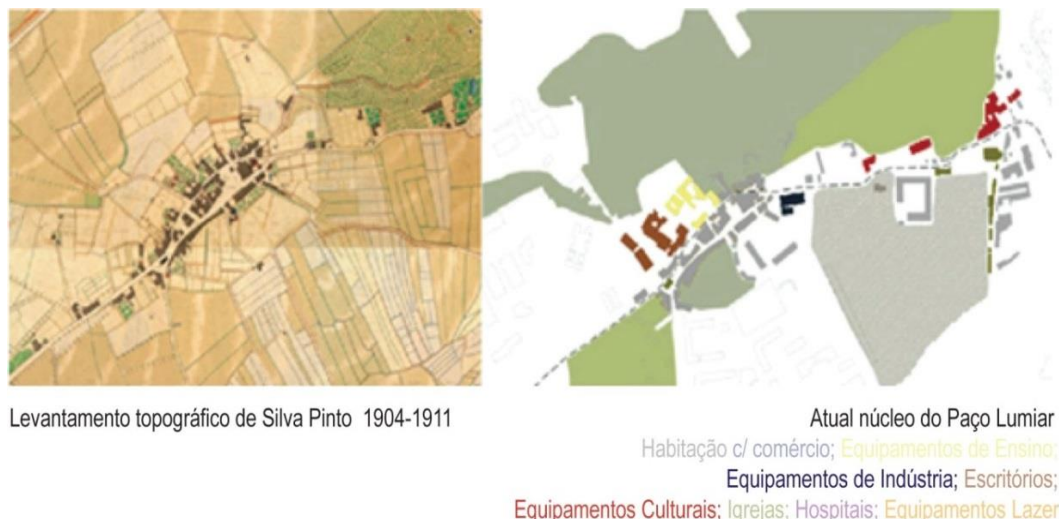 Levantamento topográfico de Silva Pinto 1904-1911
Atual núcleo do Paço Lumiar
Habitação c/ comércio; Equipamentos de Ensino;
Equipamentos de Indústria; Escritórios;
Equipamentos Culturais; Igrejas; Hospitais; Equipamentos Lazer